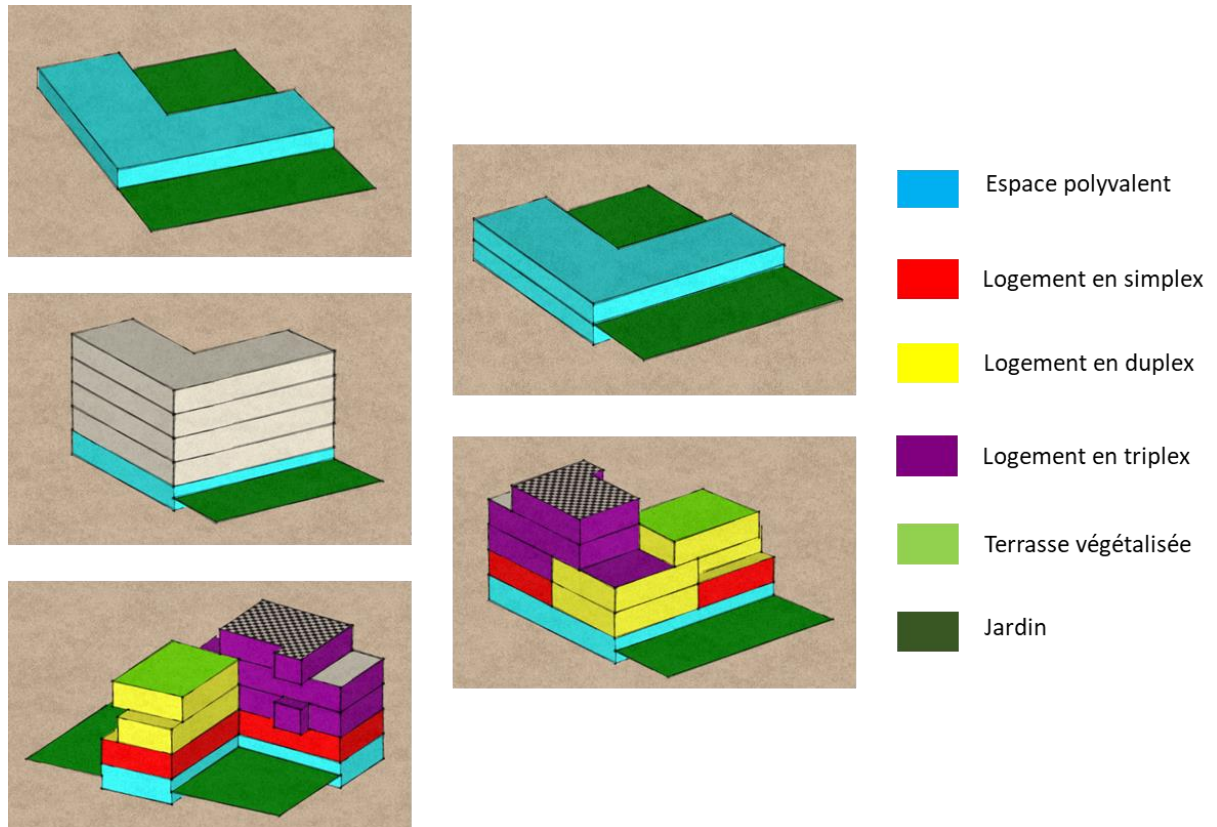 Espace polyvalent
Logement en simplex
Logement en duplex
Logement en triplex
Terrasse végétalisée
Jardin